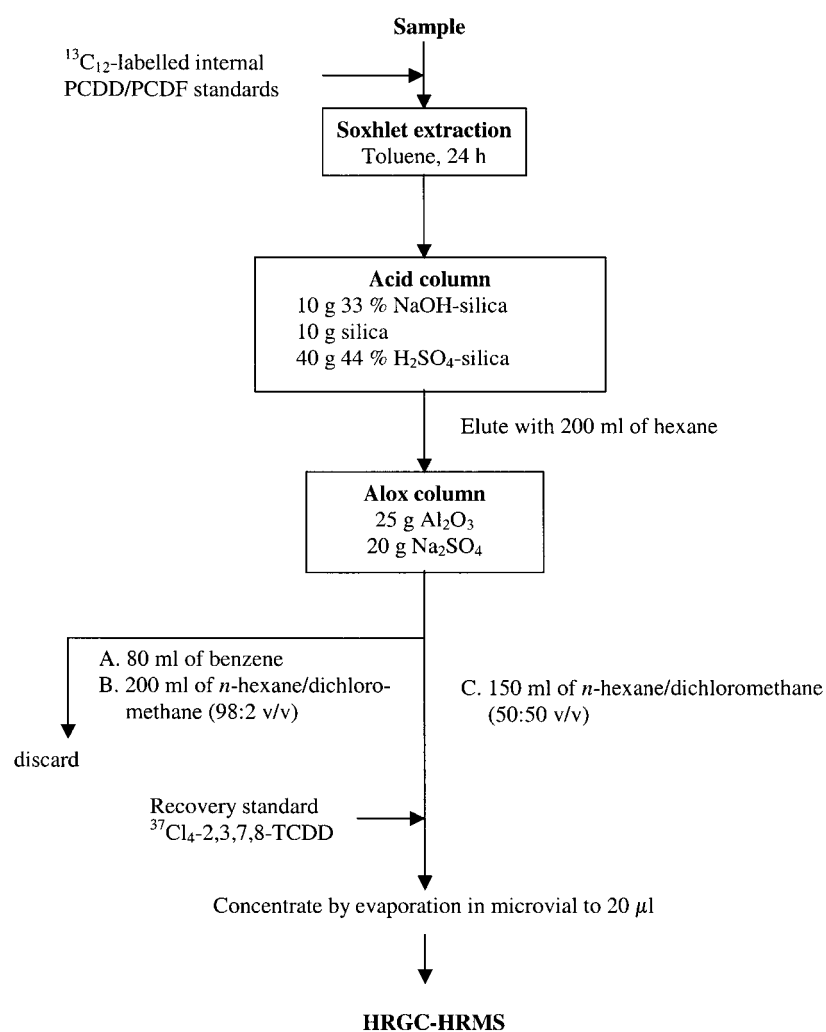 Sample
¹³C₁₂-labelled internal
PCDD/PCDF standards
Soxhlet extraction
Toluene, 24 h
Acid column
10 g 33 % NaOH-silica
10 g silica
40 g 44 % H₂SO₄-silica
Elute with 200 ml of hexane
Alox column
25 g Al₂O₃
20 g Na₂SO₄
A. 80 ml of benzene
B. 200 ml of n-hexane/dichloro-
methane (98:2 v/v)
C. 150 ml of n-hexane/dichloromethane
(50:50 v/v)
discard
Recovery standard
³⁷Cl₄-2,3,7,8-TCDD
Concentrate by evaporation in microvial to 20 µl
HRGC-HRMS